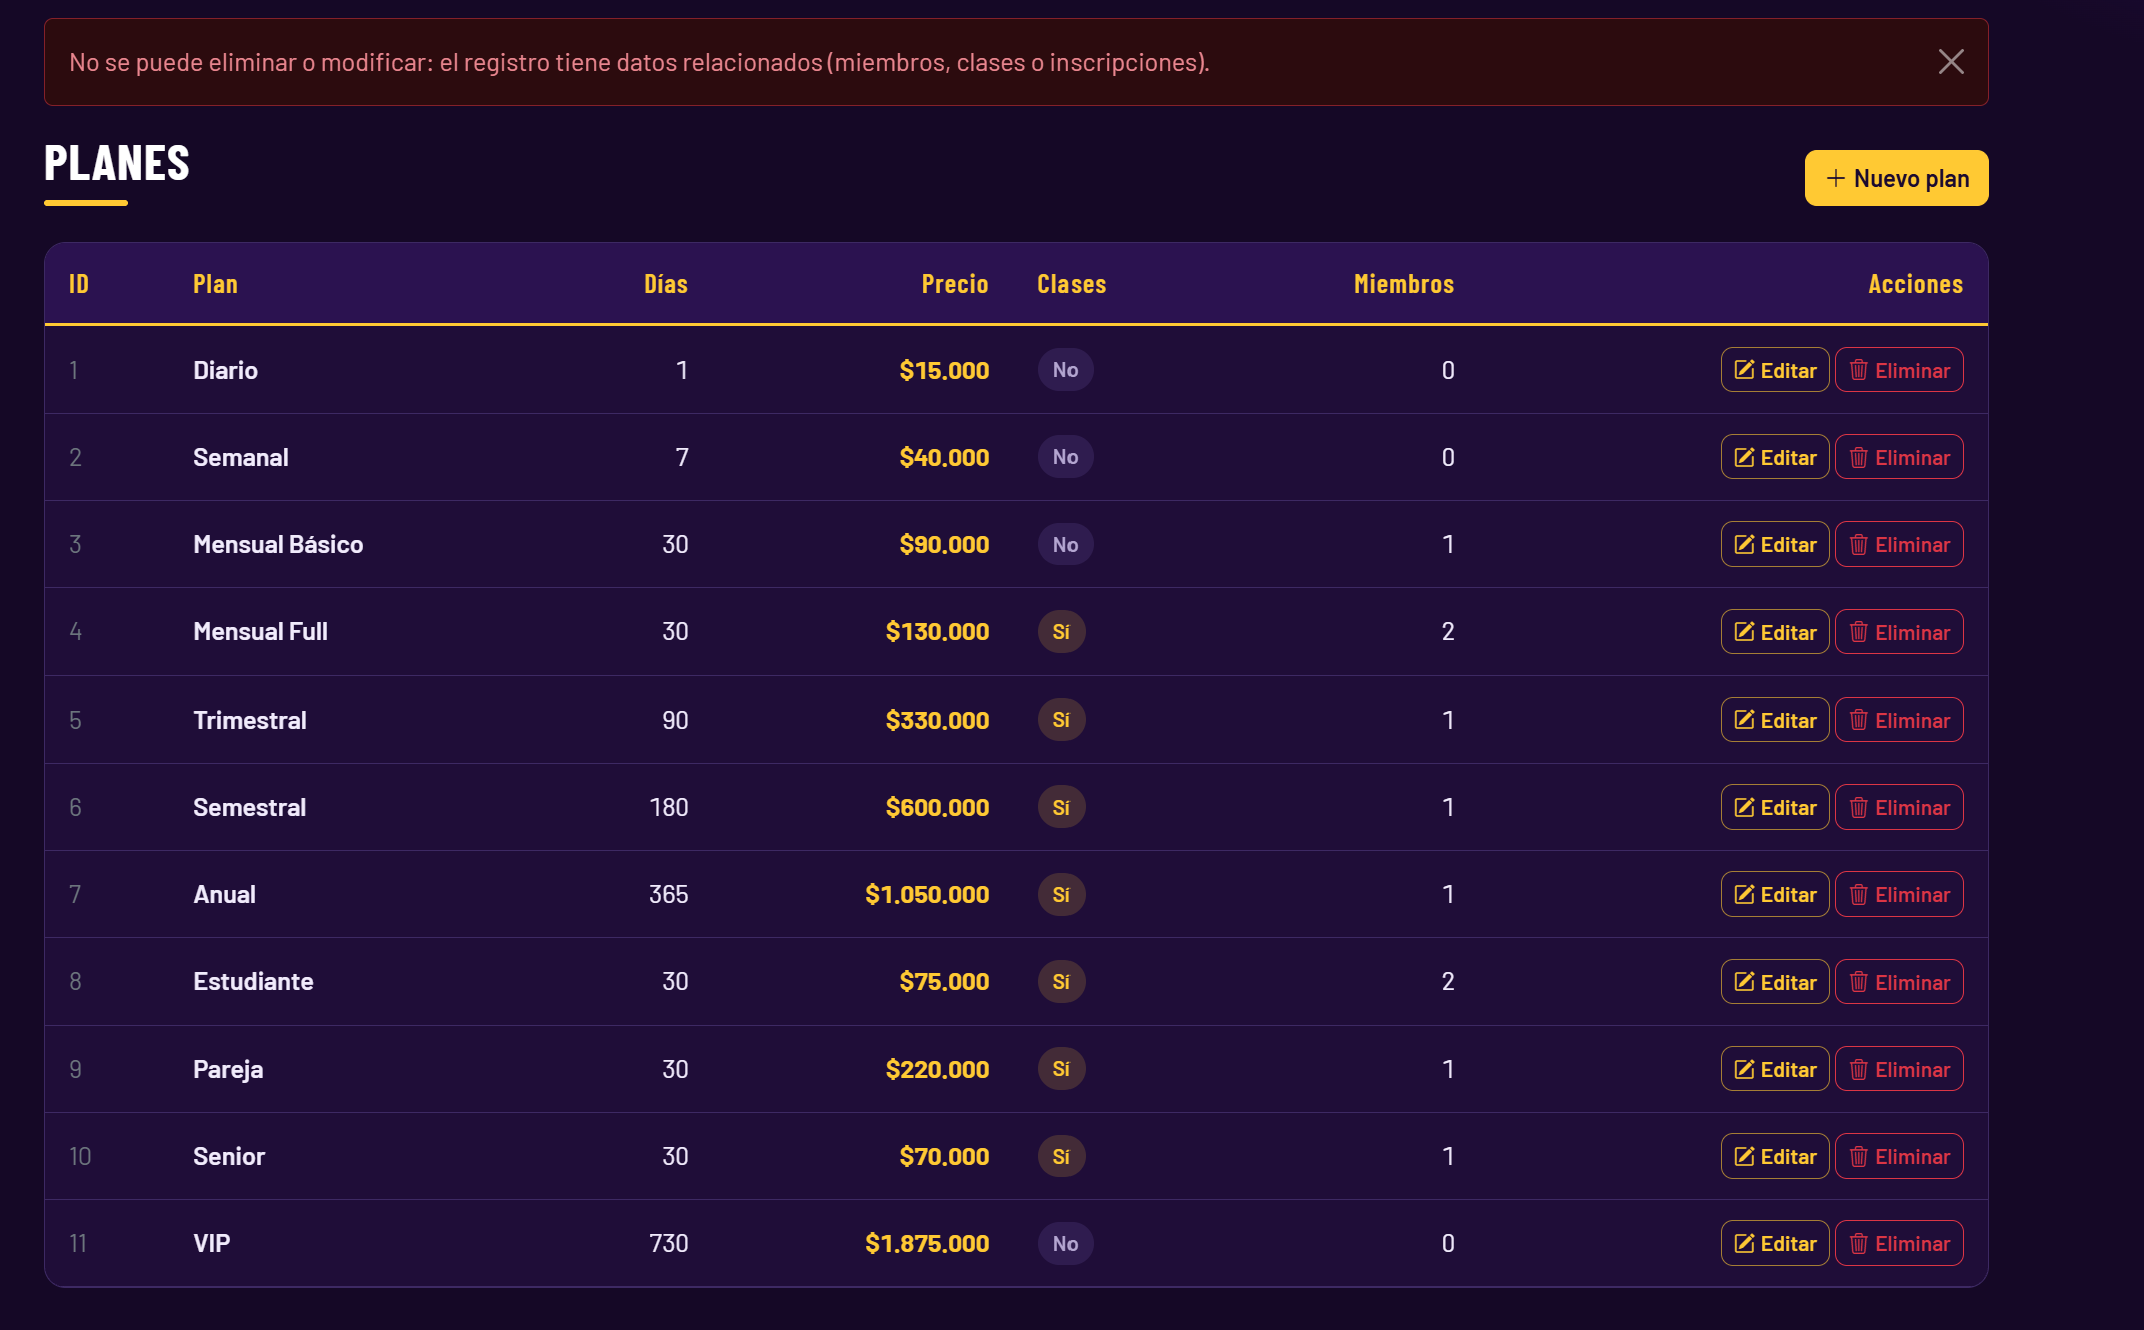 No se puede eliminar o modificar: el registro tiene datos relacionados (miembros, clases o inscripciones).
PLANES
+ Nuevo plan
ID Plan Días Precio Clases Miembros Acciones
1 Diario 1 $15.000 No 0 Editar Eliminar
2 Semanal 7 $40.000 No 0 Editar Eliminar
3 Mensual Básico 30 $90.000 No 1 Editar Eliminar
4 Mensual Full 30 $130.000 Sí 2 Editar Eliminar
5 Trimestral 90 $330.000 Sí 1 Editar Eliminar
6 Semestral 180 $600.000 Sí 1 Editar Eliminar
7 Anual 365 $1.050.000 Sí 1 Editar Eliminar
8 Estudiante 30 $75.000 Sí 2 Editar Eliminar
9 Pareja 30 $220.000 Sí 1 Editar Eliminar
10 Senior 30 $70.000 Sí 1 Editar Eliminar
11 VIP 730 $1.875.000 No 0 Editar Eliminar